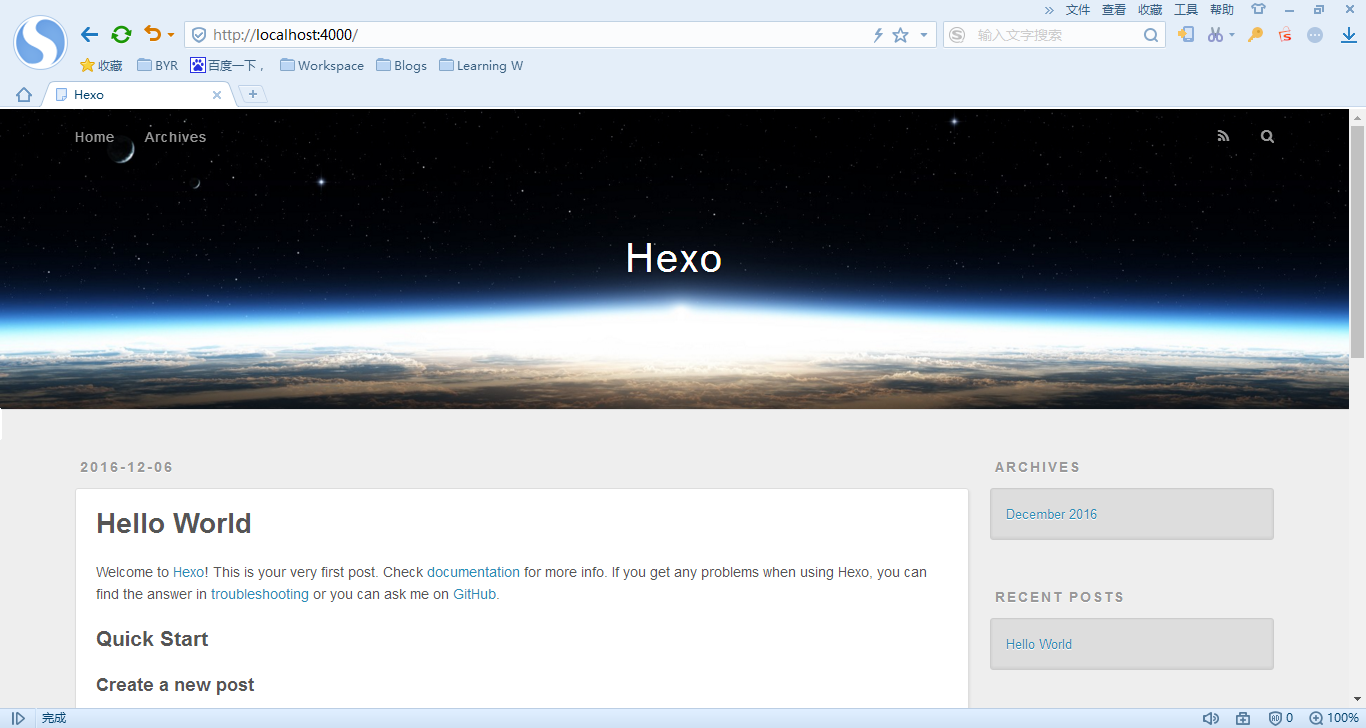 文件 查看 收藏 工具 帮助
http://localhost:4000/
输入文字搜索
收藏 BYR 百度一下， Workspace Blogs Learning W
Hexo
Home Archives
Hexo
2016-12-06
Hello World
Welcome to Hexo! This is your very first post. Check documentation for more info. If you get any problems when using Hexo, you can
find the answer in troubleshooting or you can ask me on GitHub.
Quick Start
Create a new post
ARCHIVES
December 2016
RECENT POSTS
Hello World
完成
0
100%